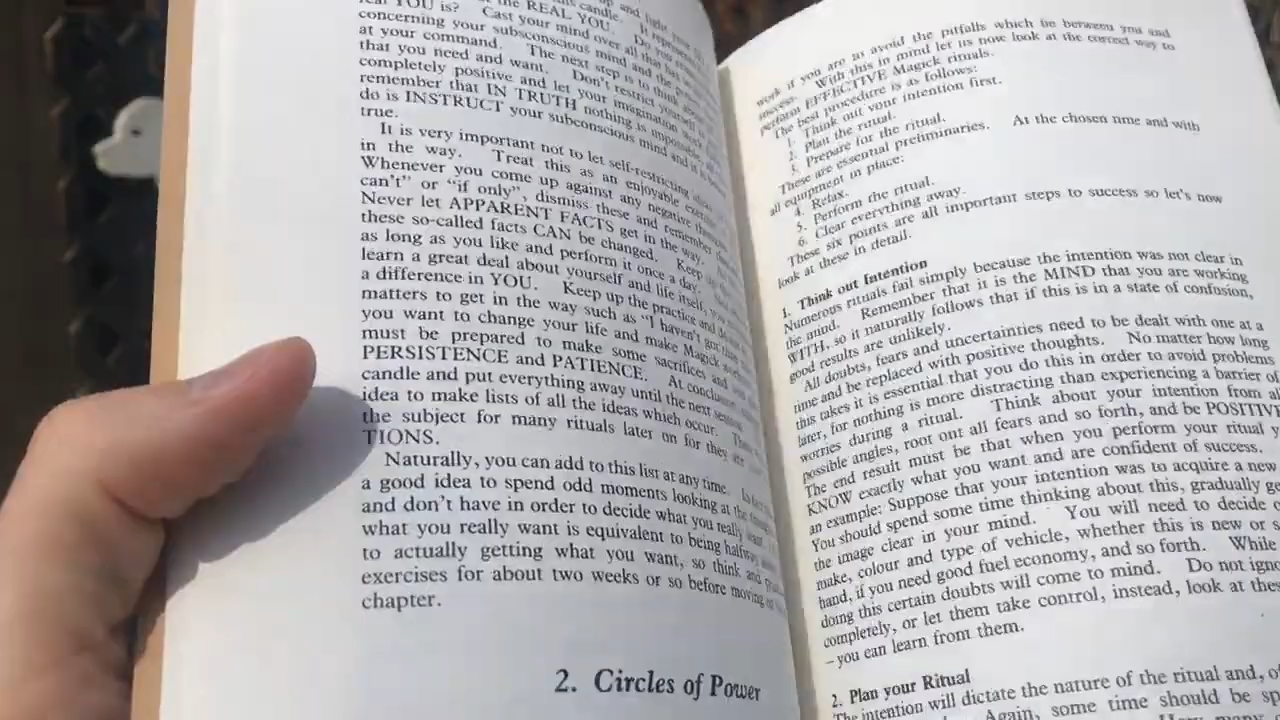 up and light your
candle. It represents
real YOU is? the REAL YOU. Do you remember
concerning your subsconscious mind and the
at your command. The next step is to think about
that you need and want. Don't restrict yourself
completely positive and let your imagination
remember that IN TRUTH nothing is impossible,
do is INSTRUCT your subconscious mind and it
true.
It is very important not to let self-restricting ideas
in the way. Treat this as an enjoyable exercise
Whenever you come up against any negative thoughts
can't" or "if only", dismiss these and remember
Never let APPARENT FACTS get in the way.
these so-called facts CAN be changed. Keep
as long as you like and perform it once a day.
learn a great deal about yourself and life itself,
a difference in YOU. Keep up the practice and
matters to get in the way such as "I haven't got
you want to change your life and make Magick
must be prepared to make some sacrifices and
PERSISTENCE and PATIENCE. At conclusion
candle and put everything away until the next session
idea to make lists of all the ideas which occur.
the subject for many rituals later on for they are
TIONS.
Naturally, you can add to this list at any time.
a good idea to spend odd moments looking at the
and don't have in order to decide what you really
what you really want is equivalent to being halfway
to actually getting what you want, so think and
exercises for about two weeks or so before moving
chapter.
2. Circles of Power
work if you are to avoid the pitfalls which lie between you and
success. With this in mind let us now look at the correct way to
perform EFFECTIVE Magick rituals.
The best procedure is as follows:
1. Think out your intention first.
2. Plan the ritual.
3. Prepare for the ritual.
These are essential preliminaries. At the chosen time and with
all equipment in place:
4. Relax.
5. Perform the ritual.
6. Clear everything away.
These six points are all important steps to success so let's now
look at these in detail.
1. Think out Intention
Numerous rituals fail simply because the intention was not clear in
the mind. Remember that it is the MIND that you are working
WITH, so it naturally follows that if this is in a state of confusion,
good results are unlikely.
All doubts, fears and uncertainties need to be dealt with one at a
time and be replaced with positive thoughts. No matter how long
this takes it is essential that you do this in order to avoid problems
later, for nothing is more distracting than experiencing a barrier of
worries during a ritual. Think about your intention from all
possible angles, root out all fears and so forth, and be POSITIVE
The end result must be that when you perform your ritual y
KNOW exactly what you want and are confident of success.
an example: Suppose that your intention was to acquire a new
You should spend some time thinking about this, gradually ge
the image clear in your mind. You will need to decide o
make, colour and type of vehicle, whether this is new or s
hand, if you need good fuel economy, and so forth. While
doing this certain doubts will come to mind. Do not igno
completely, or let them take control, instead, look at thes
– you can learn from them.
2. Plan your Ritual
The intention will dictate the nature of the ritual and, of
Again, some time should be sp
How many